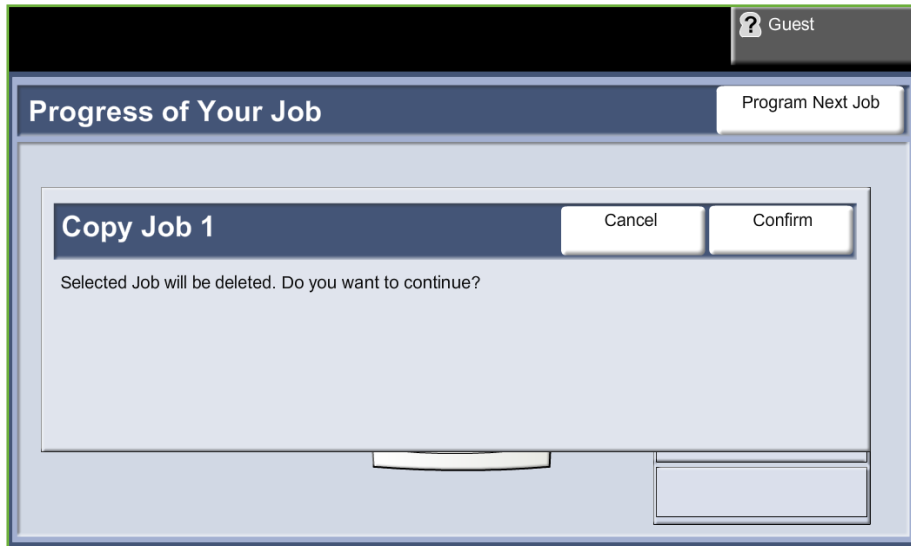 Guest
Progress of Your Job
Program Next Job
Copy Job 1
Cancel
Confirm
Selected Job will be deleted. Do you want to continue?